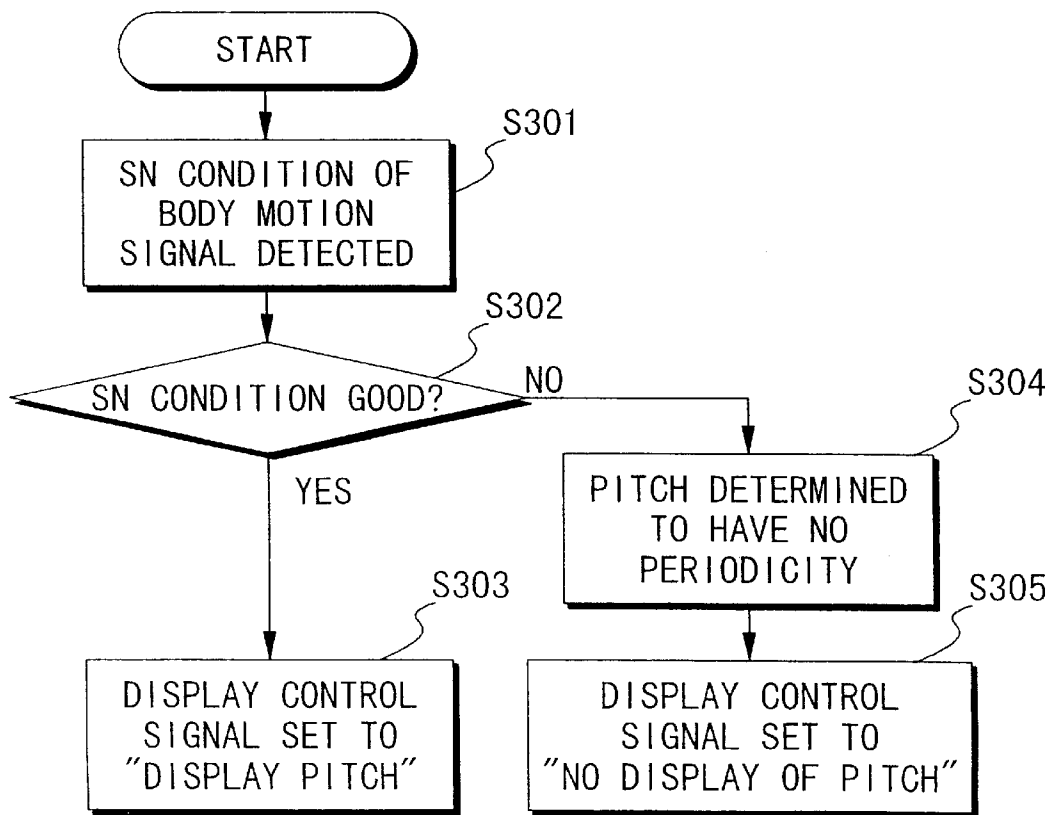 START
S301
SN CONDITION OF
BODY MOTION
SIGNAL DETECTED
S302
SN CONDITION GOOD?
NO
YES
S304
PITCH DETERMINED
TO HAVE NO
PERIODICITY
S303
DISPLAY CONTROL
SIGNAL SET TO
"DISPLAY PITCH"
S305
DISPLAY CONTROL
SIGNAL SET TO
"NO DISPLAY OF PITCH"